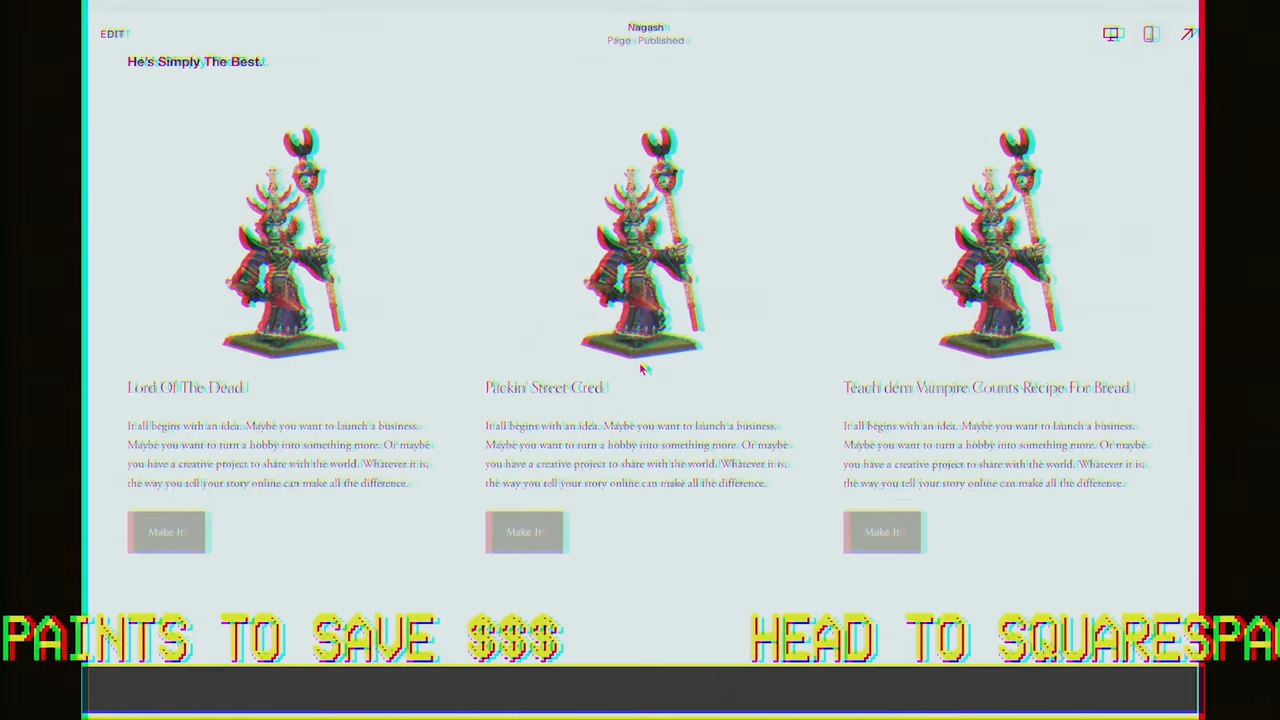 EDIT
Nagash
Page · Published
He's Simply The Best.
Lord Of The Dead
It all begins with an idea. Maybe you want to launch a business.
Maybe you want to turn a hobby into something more. Or maybe
you have a creative project to share with the world. Whatever it is,
the way you tell your story online can make all the difference.
Make It
Packin' Street Cred
It all begins with an idea. Maybe you want to launch a business.
Maybe you want to turn a hobby into something more. Or maybe
you have a creative project to share with the world. Whatever it is,
the way you tell your story online can make all the difference.
Make It
Teach dem Vampire Counts Recipe For Bread
It all begins with an idea. Maybe you want to launch a business.
Maybe you want to turn a hobby into something more. Or maybe
you have a creative project to share with the world. Whatever it is,
the way you tell your story online can make all the difference.
Make It
PAINTS TO SAVE $$$ HEAD TO SQUARESPA